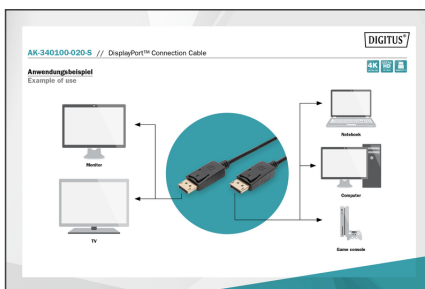 DIGITUS®
AK-340100-020-S // DisplayPort™ Connection Cable
4K
HD
Anwendungsbeispiel
Example of use
Monitor
TV
Notebook
Computer
Game console